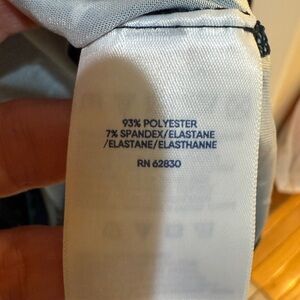 93% POLYESTER
7% SPANDEX/ELASTANE
/ELASTANE/ELASTHANNE
RN 62830